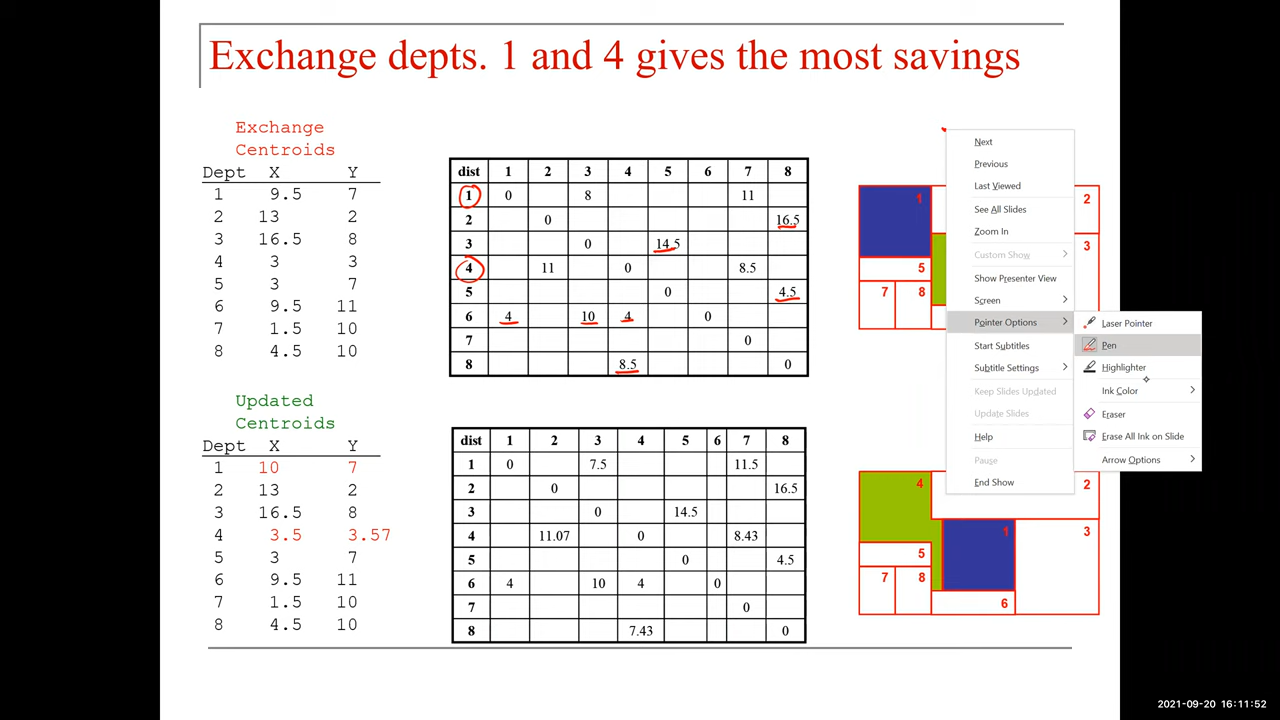 Exchange depts. 1 and 4 gives the most savings
Exchange
Centroids
Dept X Y
1 9.5 7
2 13 2
3 16.5 8
4 3 3
5 3 7
6 9.5 11
7 1.5 10
8 4.5 10
dist 1 2 3 4 5 6 7 8
1 0 8 11
2 0 16.5
3 0 14.5
4 11 0 8.5
5 0 4.5
6 4 10 4 0
7 0
8 8.5 0
1 2
3
5
7 8
Next
Previous
Last Viewed
See All Slides
Zoom In
Custom Show
Show Presenter View
Screen
Pointer Options
Start Subtitles
Subtitle Settings
Keep Slides Updated
Update Slides
Help
Pause
End Show
Laser Pointer
Pen
Highlighter
Ink Color
Eraser
Erase All Ink on Slide
Arrow Options
Updated
Centroids
Dept X Y
1 10 7
2 13 2
3 16.5 8
4 3.5 3.57
5 3 7
6 9.5 11
7 1.5 10
8 4.5 10
dist 1 2 3 4 5 6 7 8
1 0 7.5 11.5
2 0 16.5
3 0 14.5
4 11.07 0 8.43
5 0 4.5
6 4 10 4 0
7 0
8 7.43 0
4 2
1 3
5
7 8
6
2021-09-20 16:11:52